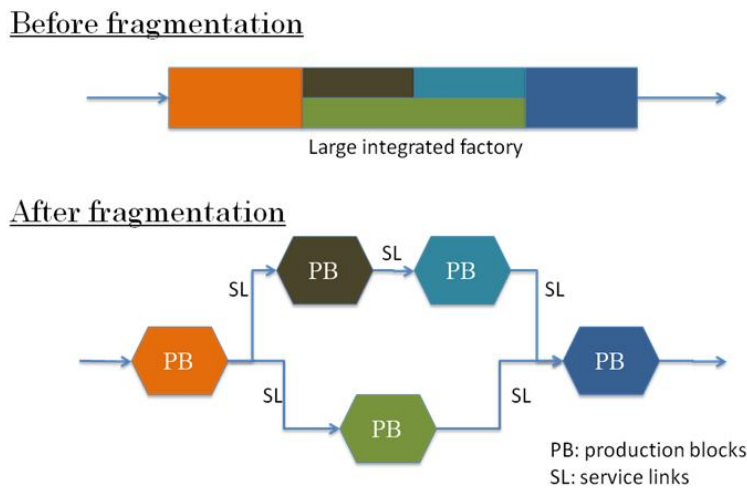 Before fragmentation
Large integrated factory
After fragmentation
PB
SL
PB
SL
PB
SL
PB
SL
PB
SL
PB: production blocks
SL: service links